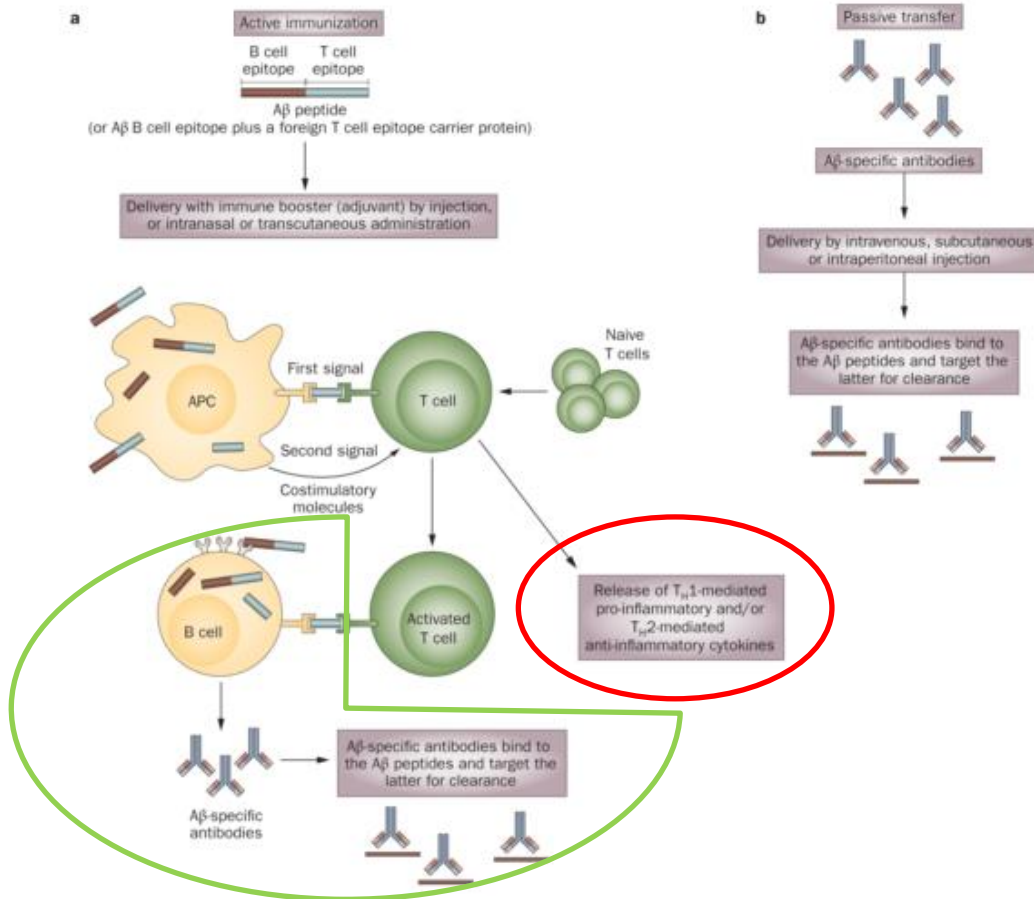 a
Active immunization
B cell
epitope
T cell
epitope
Aβ peptide
(or Aβ B cell epitope plus a foreign T cell epitope carrier protein)
Delivery with immune booster (adjuvant) by injection,
or intranasal or transcutaneous administration
APC
First signal
T cell
Naive
T cells
Second signal
Costimulatory
molecules
B cell
Activated
T cell
Release of TH1-mediated
pro-inflammatory and/or
TH2-mediated
anti-inflammatory cytokines
Aβ-specific
antibodies
Aβ-specific antibodies bind to
the Aβ peptides and target the
latter for clearance
b
Passive transfer
Aβ-specific antibodies
Delivery by intravenous, subcutaneous
or intraperitoneal injection
Aβ-specific antibodies bind to
the Aβ peptides and target the
latter for clearance